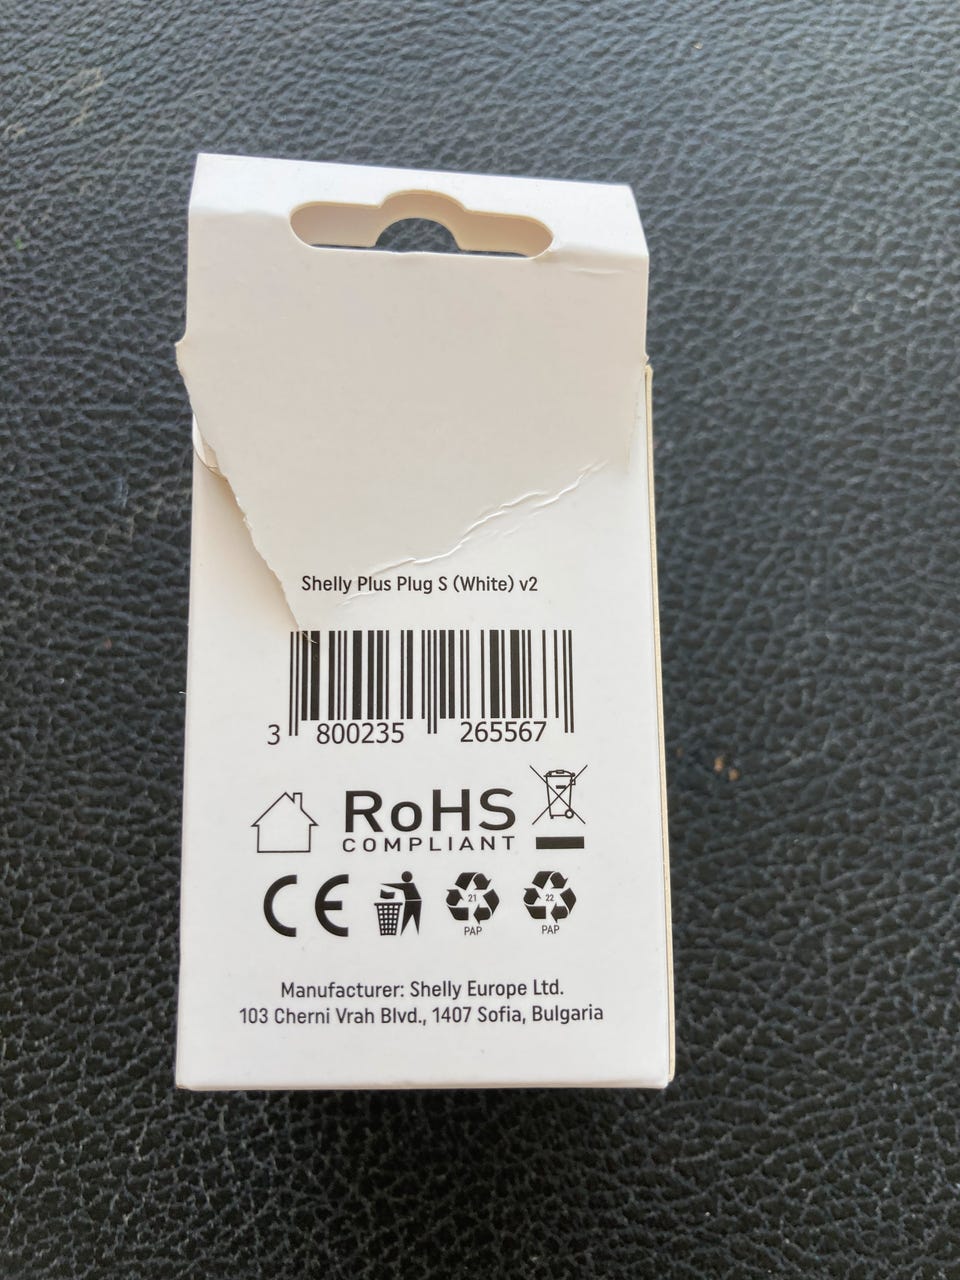 Shelly Plus Plug S (White) v2
3 800235 265567
RoHS
COMPLIANT
CE
21
PAP
22
PAP
Manufacturer: Shelly Europe Ltd.
103 Cherni Vrah Blvd., 1407 Sofia, Bulgaria